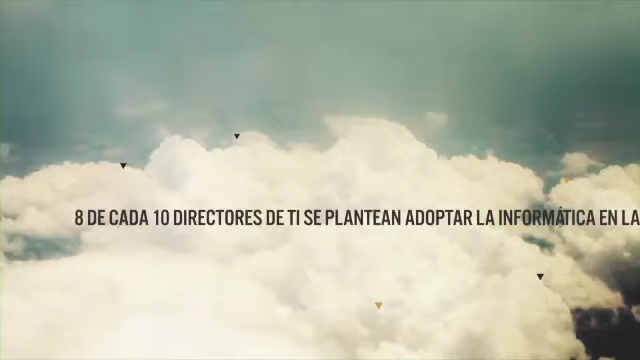 8 DE CADA 10 DIRECTORES DE TI SE PLANTEAN ADOPTAR LA INFORMÁTICA EN LA